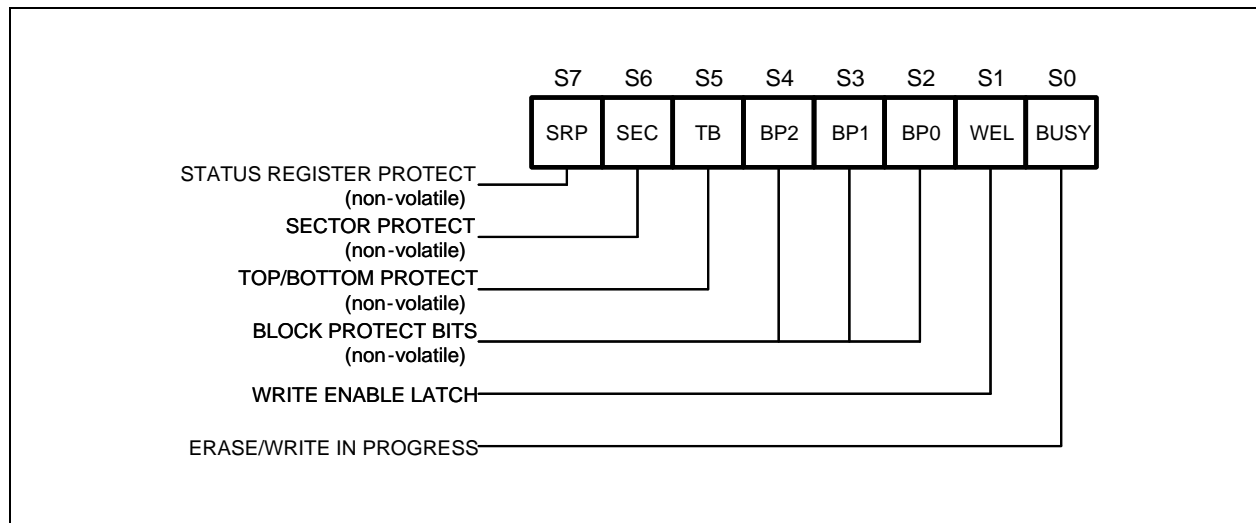 S7 S6 S5 S4 S3 S2 S1 S0
SRP SEC TB BP2 BP1 BP0 WEL BUSY
STATUS REGISTER PROTECT
(non-volatile)
SECTOR PROTECT
(non-volatile)
TOP/BOTTOM PROTECT
(non-volatile)
BLOCK PROTECT BITS
(non-volatile)
WRITE ENABLE LATCH
ERASE/WRITE IN PROGRESS